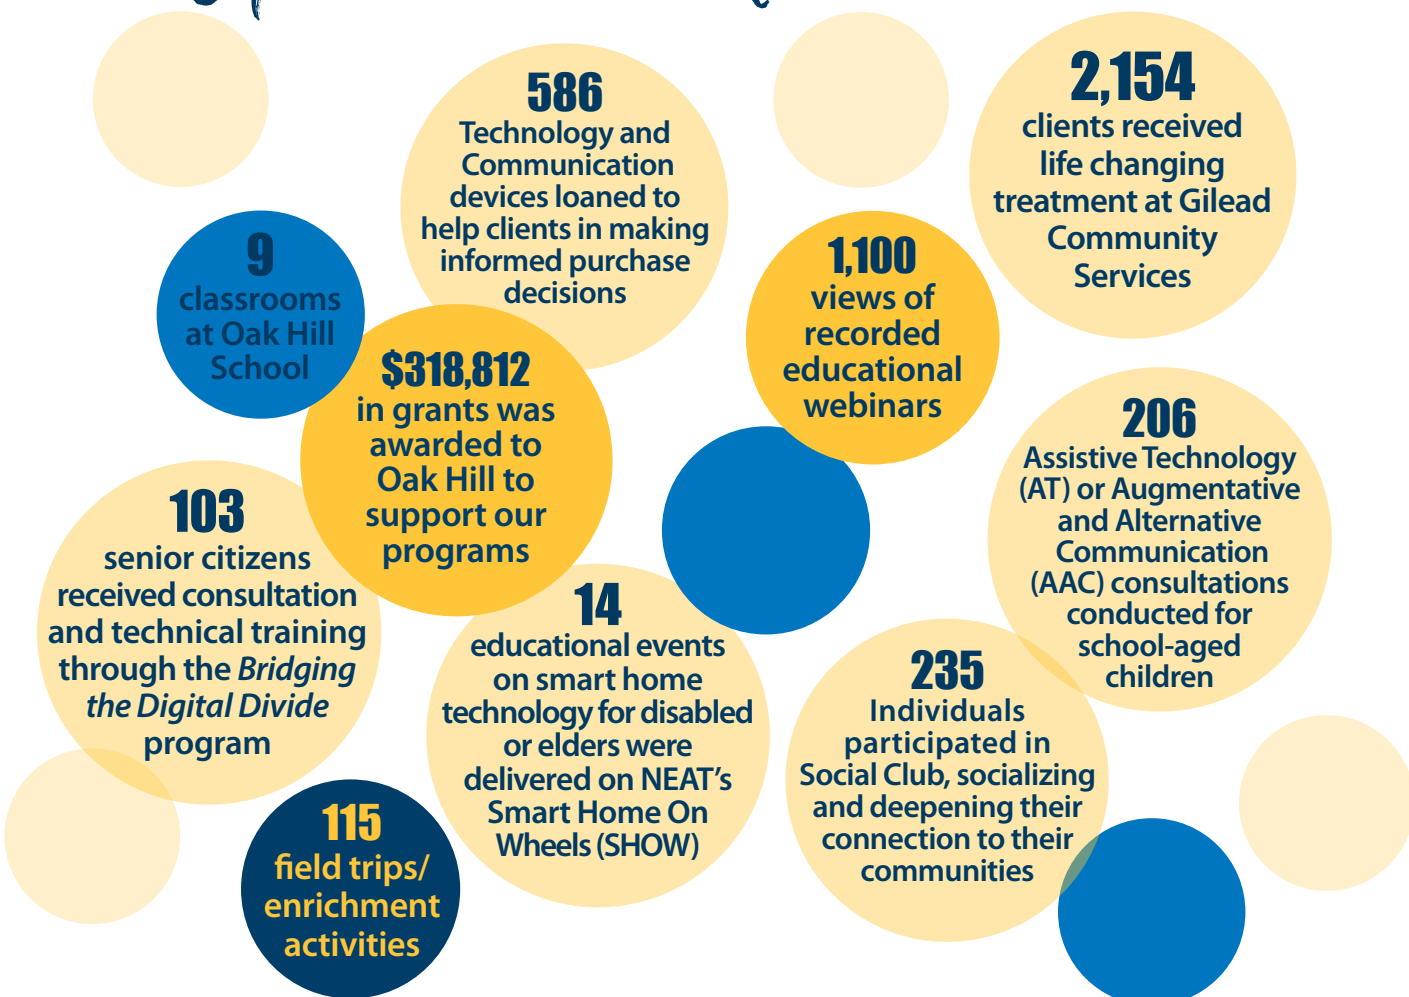 586
Technology and
Communication
devices loaned to
help clients in making
informed purchase
decisions
2,154
clients received
life changing
treatment at Gilead
Community
Services
9
classrooms
at Oak Hill
School
1,100
views of
recorded
educational
webinars
$318,812
in grants was
awarded to
Oak Hill to
support our
programs
206
Assistive Technology
(AT) or Augmentative
and Alternative
Communication
(AAC) consultations
conducted for
school-aged
children
103
senior citizens
received consultation
and technical training
through the Bridging
the Digital Divide
program
14
educational events
on smart home
technology for disabled
or elders were
delivered on NEAT’s
Smart Home On
Wheels (SHOW)
235
Individuals
participated in
Social Club, socializing
and deepening their
connection to their
communities
115
field trips/
enrichment
activities